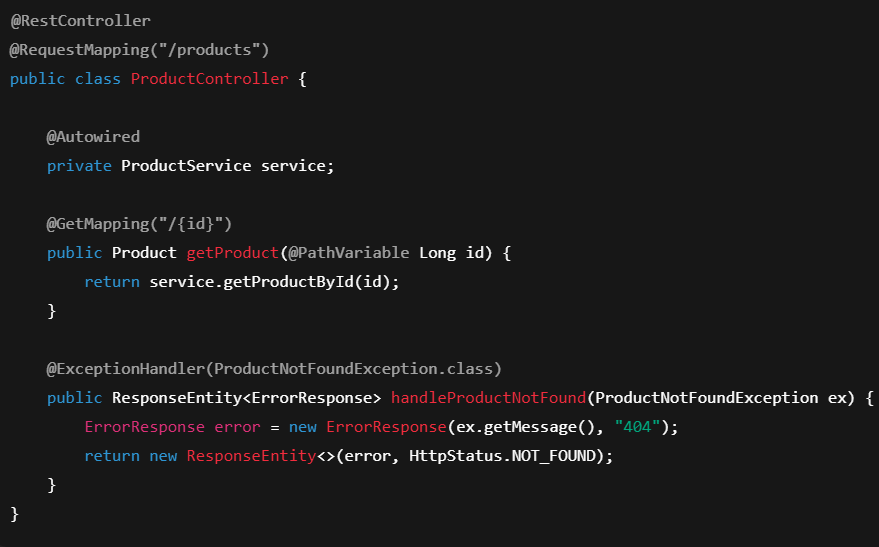 @RestController
@RequestMapping("/products")
public class ProductController {
@Autowired
private ProductService service;
@GetMapping("/{id}")
public Product getProduct(@PathVariable Long id) {
return service.getProductById(id);
}
@ExceptionHandler(ProductNotFoundException.class)
public ResponseEntity<ErrorResponse> handleProductNotFound(ProductNotFoundException ex) {
ErrorResponse error = new ErrorResponse(ex.getMessage(), "404");
return new ResponseEntity<>(error, HttpStatus.NOT_FOUND);
}
}